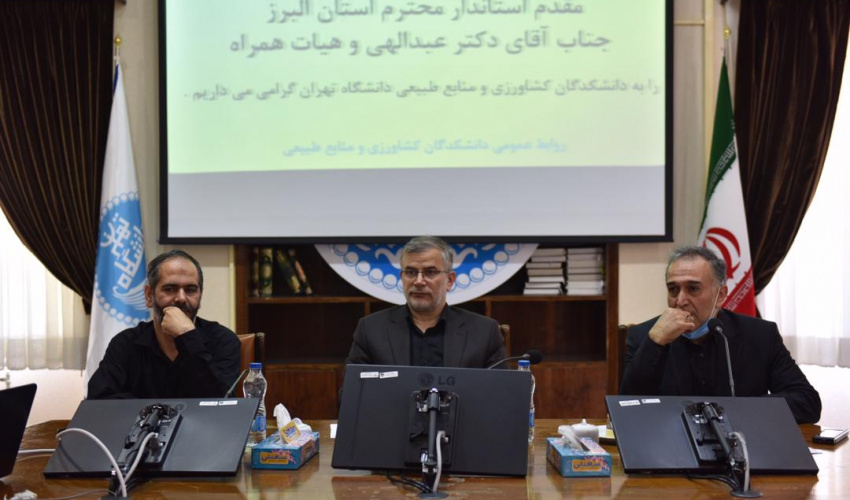 مقدم استاندار محترم استان البرز
جناب آقای دکتر عبدالهی و هیات همراه
را به دانشکدگان کشاورزی و منابع طبیعی دانشگاه تهران گرامی می داریم .
روابط عمومی دانشکدگان کشاورزی و منابع طبیعی
LG